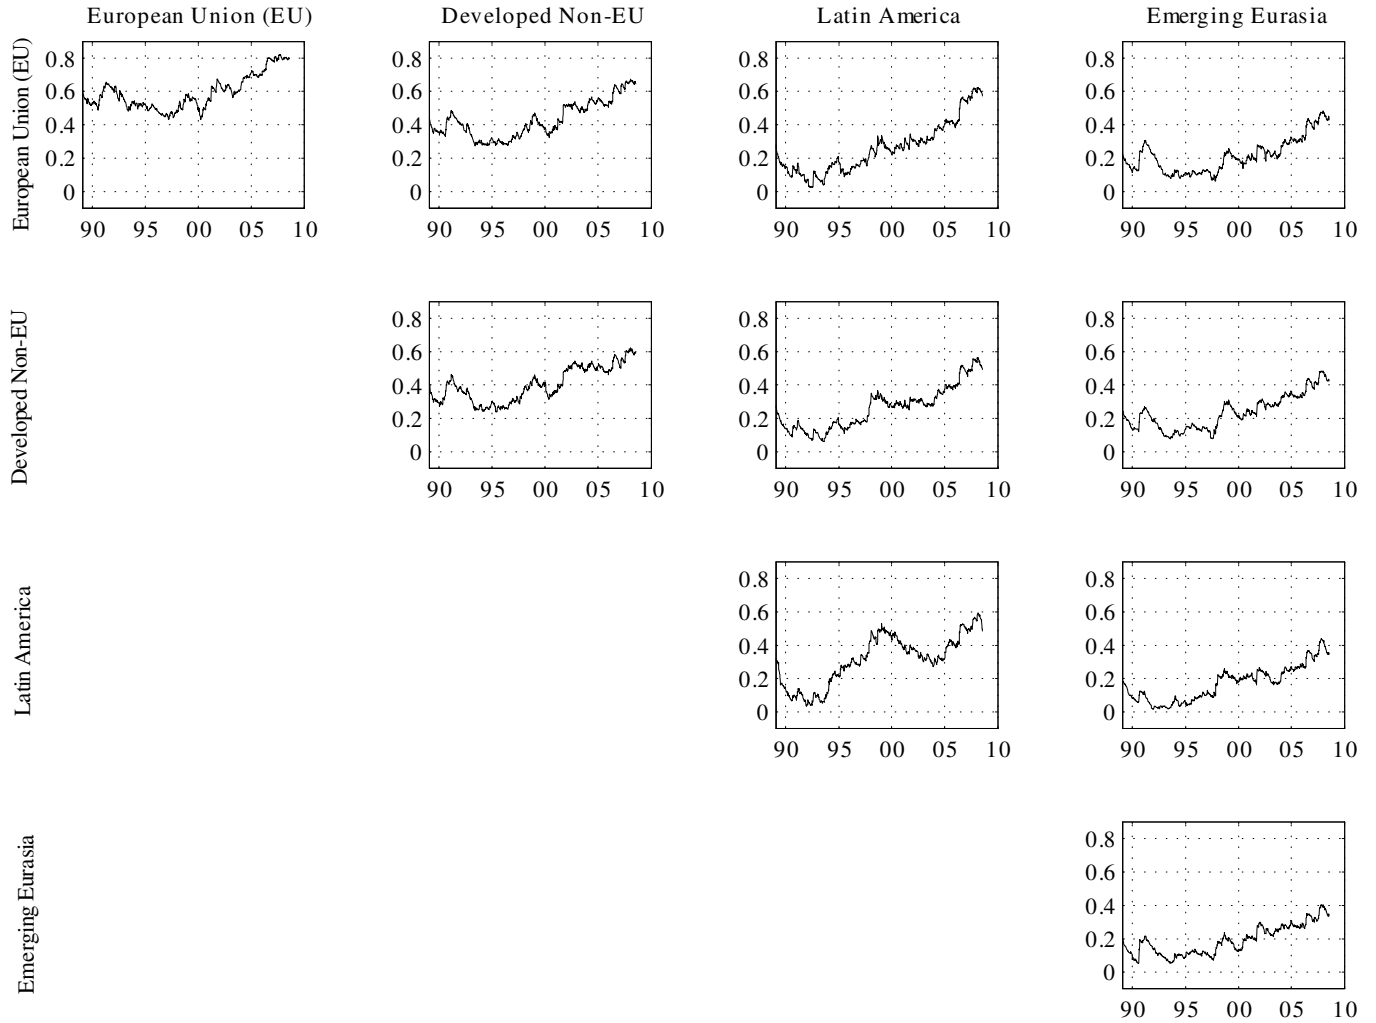 European Union (EU) Developed Non-EU Latin America Emerging Eurasia
European Union (EU)
0.8 0.8 0.8 0.8
0.6 0.6 0.6 0.6
0.4 0.4 0.4 0.4
0.2 0.2 0.2 0.2
0 0 0 0
90 95 00 05 10 90 95 00 05 10 90 95 00 05 10 90 95 00 05 10
Developed Non-EU
0.8 0.8 0.8
0.6 0.6 0.6
0.4 0.4 0.4
0.2 0.2 0.2
0 0 0
90 95 00 05 10 90 95 00 05 10 90 95 00 05 10
Latin America
0.8 0.8
0.6 0.6
0.4 0.4
0.2 0.2
0 0
90 95 00 05 10 90 95 00 05 10
Emerging Eurasia
0.8
0.6
0.4
0.2
0
90 95 00 05 10